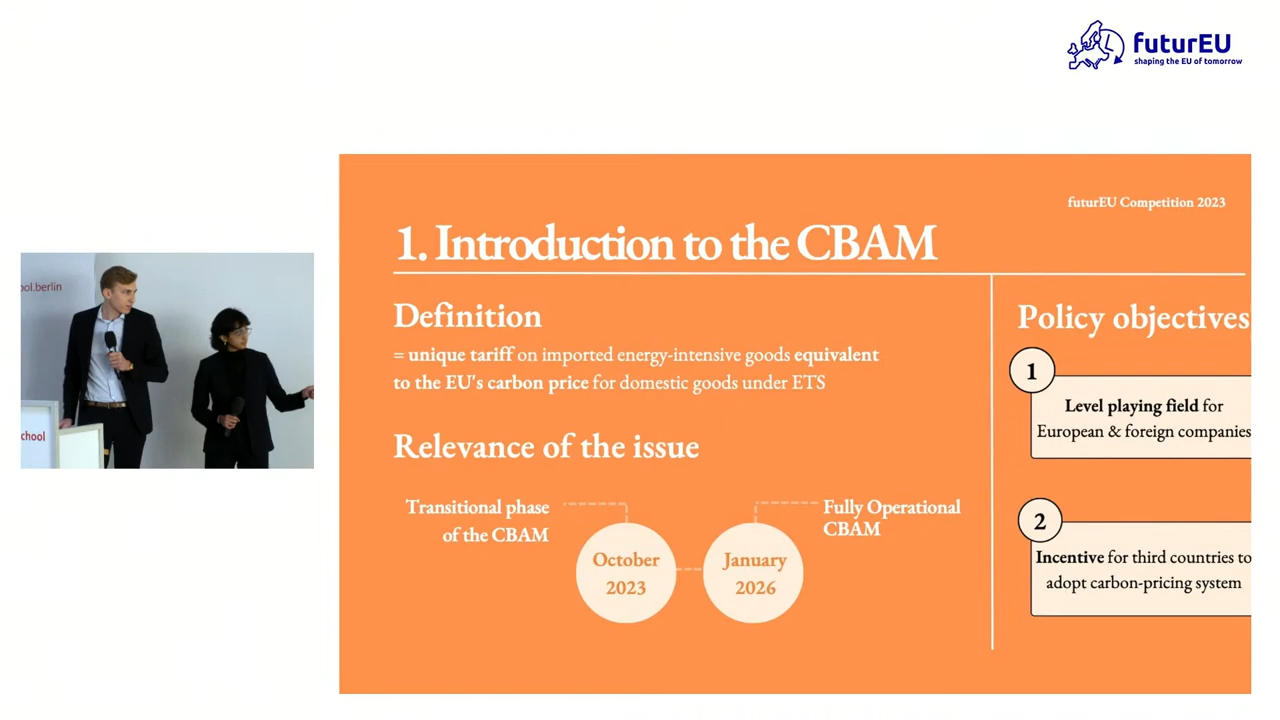 futurEU
shaping the EU of tomorrow
futurEU Competition 2023
1. Introduction to the CBAM
Definition
= unique tariff on imported energy-intensive goods equivalent
to the EU's carbon price for domestic goods under ETS
Relevance of the issue
Transitional phase
of the CBAM
October
2023
January
2026
Fully Operational
CBAM
Policy objectives
1
Level playing field for
European & foreign companies
2
Incentive for third countries to
adopt carbon-pricing system
ool.berlin
school